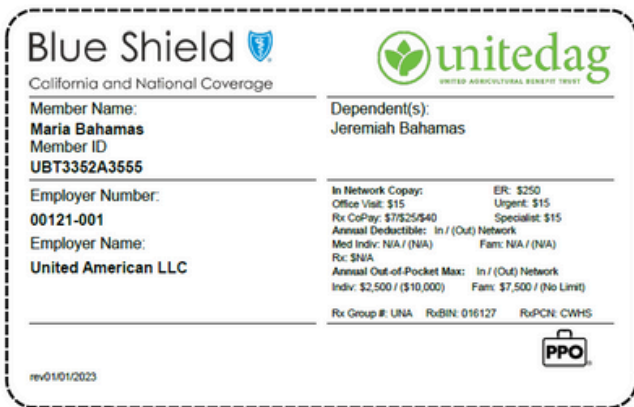 Blue Shield
unitedag
UNITED AGRICULTURAL BENEFIT TRUST
California and National Coverage
Member Name:
Maria Bahamas
Member ID
UBT3352A3555
Dependent(s):
Jeremiah Bahamas
Employer Number:
00121-001
Employer Name:
United American LLC
In Network Copay: ER: $250
Office Visit: $15 Urgent: $15
Rx CoPay: $7/$25/$40 Specialist: $15
Annual Deductible: In / (Out) Network
Med Indiv: N/A / (N/A) Fam: N/A / (N/A)
Rx: $N/A
Annual Out-of-Pocket Max: In / (Out) Network
Indiv: $2,500 / ($10,000) Fam: $7,500 / (No Limit)
Rx Group #: UNA RxBIN: 016127 RxPCN: CWHS
PPO
rev01/01/2023